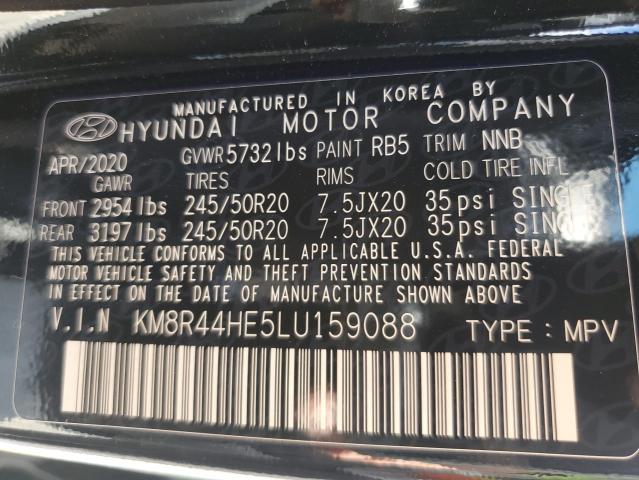 MANUFACTURED IN KOREA BY
HYUNDAI MOTOR COMPANY
APR/2020 GVWR 5732 lbs PAINT RB5 TRIM NNB
GAWR TIRES RIMS COLD TIRE INFL
FRONT 2954 lbs 245/50R20 7.5JX20 35 psi SINGLE
REAR 3197 lbs 245/50R20 7.5JX20 35 psi SINGLE
THIS VEHICLE CONFORMS TO ALL APPLICABLE U.S.A. FEDERAL
MOTOR VEHICLE SAFETY AND THEFT PREVENTION STANDARDS
IN EFFECT ON THE DATE OF MANUFACTURE SHOWN ABOVE
V.I.N KM8R44HE5LU159088 TYPE : MPV